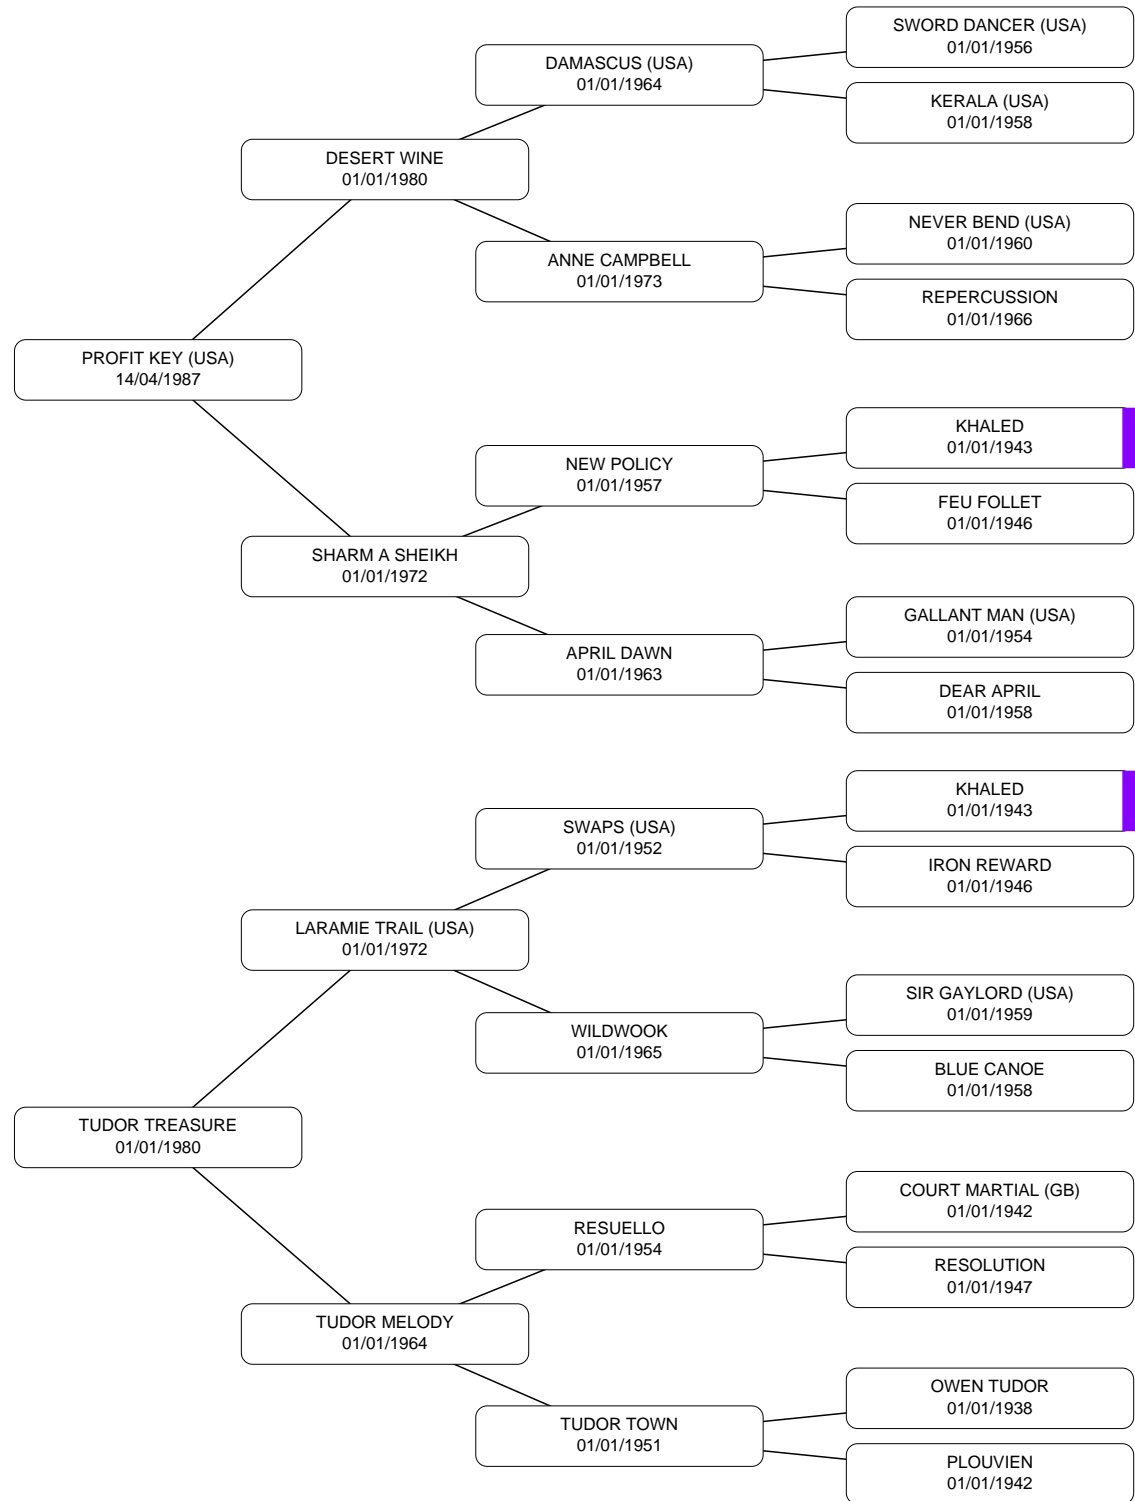 SWORD DANCER (USA)
01/01/1956
DAMASCUS (USA)
01/01/1964
KERALA (USA)
01/01/1958
DESERT WINE
01/01/1980
NEVER BEND (USA)
01/01/1960
ANNE CAMPBELL
01/01/1973
REPERCUSSION
01/01/1966
PROFIT KEY (USA)
14/04/1987
KHALED
01/01/1943
NEW POLICY
01/01/1957
FEU FOLLET
01/01/1946
SHARM A SHEIKH
01/01/1972
GALLANT MAN (USA)
01/01/1954
APRIL DAWN
01/01/1963
DEAR APRIL
01/01/1958
KHALED
01/01/1943
SWAPS (USA)
01/01/1952
IRON REWARD
01/01/1946
LARAMIE TRAIL (USA)
01/01/1972
SIR GAYLORD (USA)
01/01/1959
WILDWOOK
01/01/1965
BLUE CANOE
01/01/1958
TUDOR TREASURE
01/01/1980
COURT MARTIAL (GB)
01/01/1942
RESUELLO
01/01/1954
RESOLUTION
01/01/1947
TUDOR MELODY
01/01/1964
OWEN TUDOR
01/01/1938
TUDOR TOWN
01/01/1951
PLOUVIEN
01/01/1942